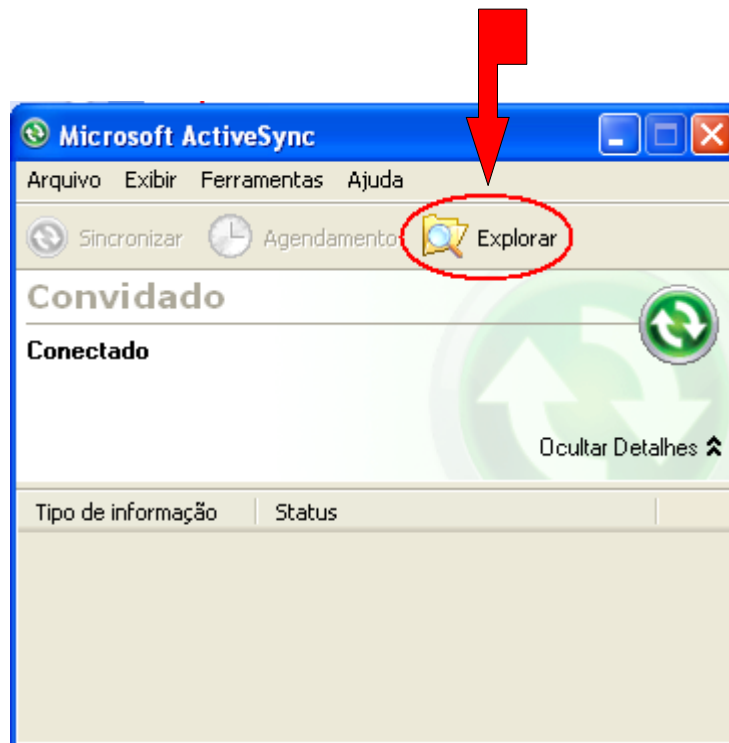 Microsoft ActiveSync
Arquivo Exibir Ferramentas Ajuda
Sincronizar Agendamento Explorar
Convidado
Conectado
Ocultar Detalhes
Tipo de informação Status